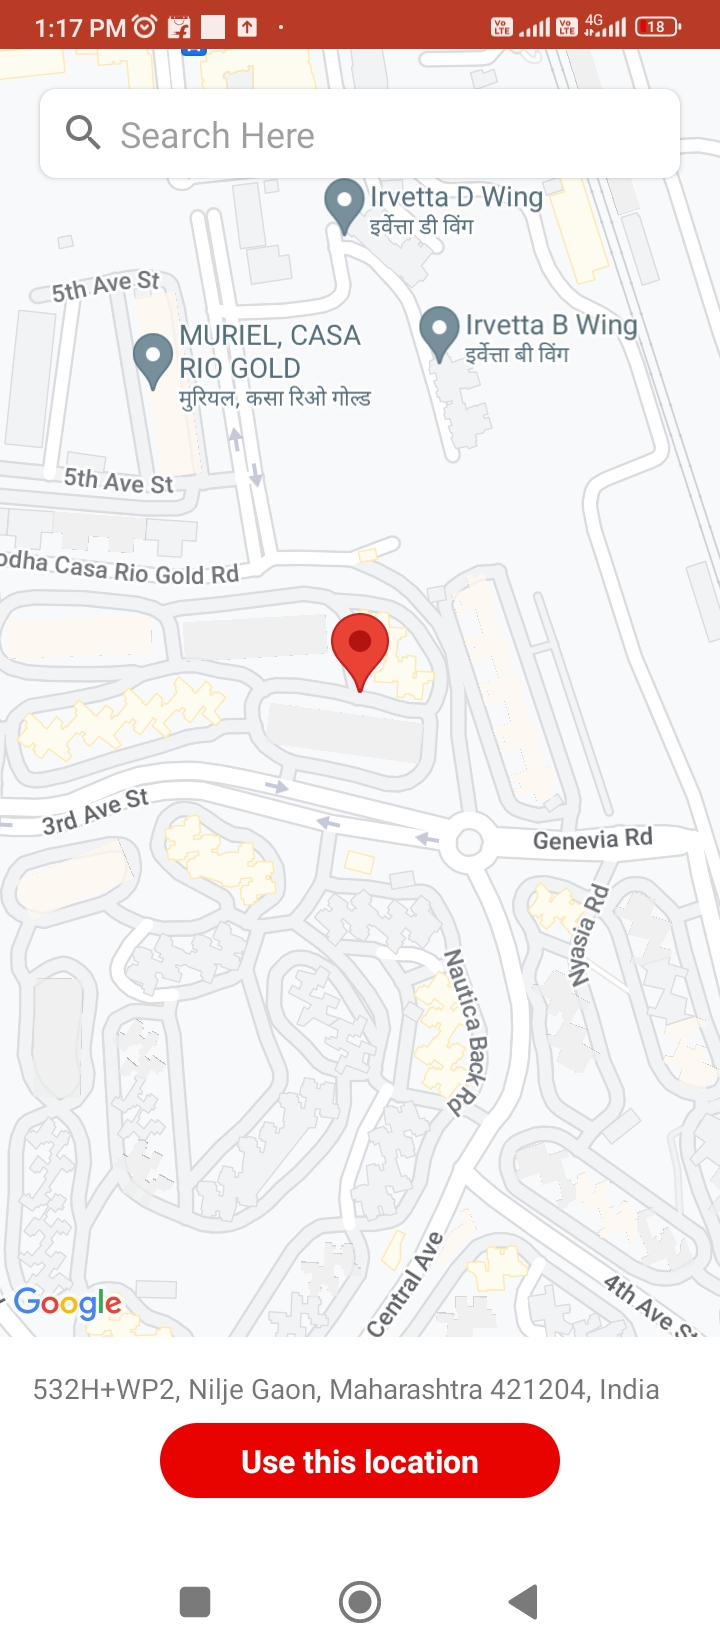 1:17 PM
4G
18
Search Here
Irvetta D Wing
इर्वेत्ता डी विंग
5th Ave St
MURIEL, CASA
RIO GOLD
मुरियल, कसा रिओ गोल्ड
Irvetta B Wing
इर्वेत्ता बी विंग
5th Ave St
odha Casa Rio Gold Rd
3rd Ave St
Genevia Rd
Nyasia Rd
Nautica Back Rd
Central Ave
4th Ave St
Google
532H+WP2, Nilje Gaon, Maharashtra 421204, India
Use this location